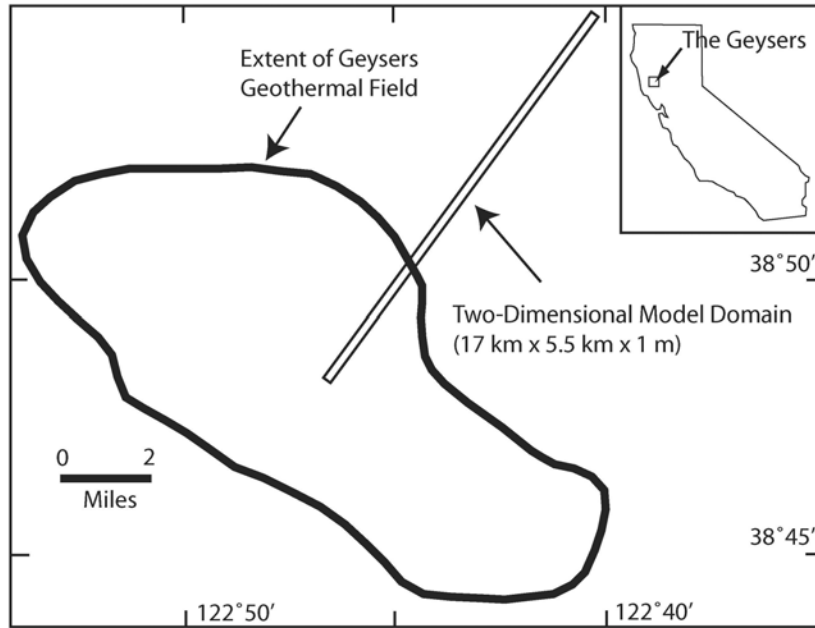 Extent of Geysers
Geothermal Field
The Geysers
38˚50′
Two-Dimensional Model Domain
(17 km x 5.5 km x 1 m)
0 2
Miles
38˚45′
122˚50′ 122˚40′